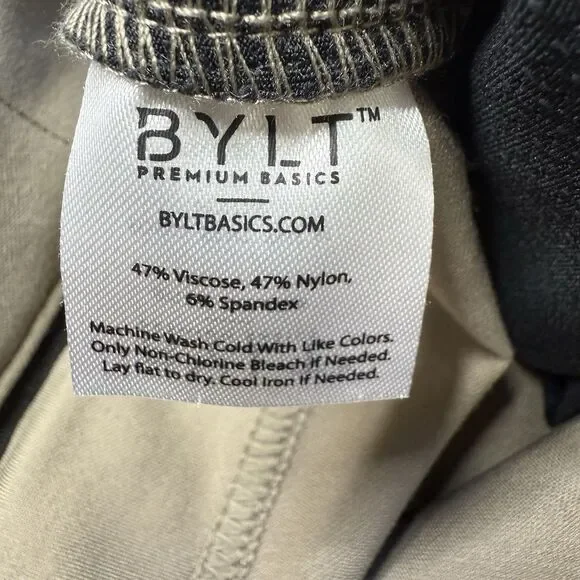 BYLT™
PREMIUM BASICS
BYLTBASICS.COM
47% Viscose, 47% Nylon,
6% Spandex
Machine Wash Cold With Like Colors.
Only Non-Chlorine Bleach if Needed.
Lay flat to dry. Cool Iron if Needed.